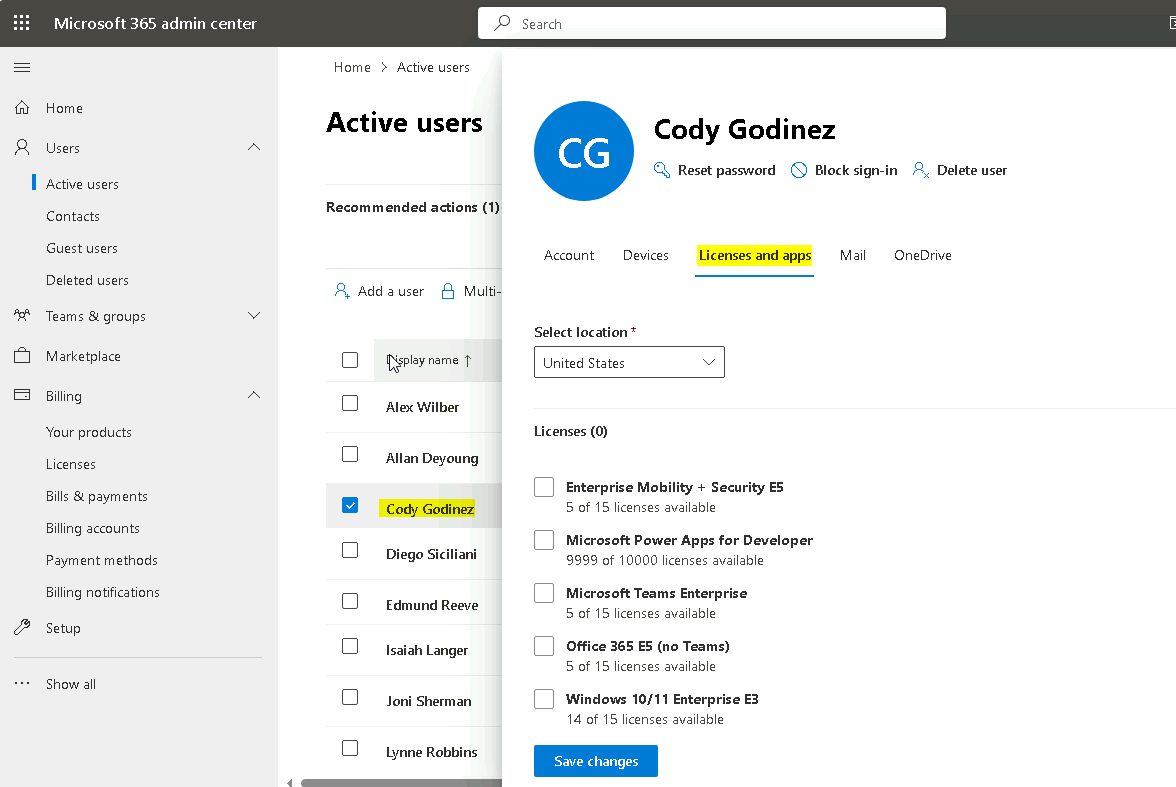 Microsoft 365 admin center
Search
Home
Users
Active users
Contacts
Guest users
Deleted users
Teams & groups
Marketplace
Billing
Your products
Licenses
Bills & payments
Billing accounts
Payment methods
Billing notifications
Setup
Show all
Home > Active users
Active users
Recommended actions (1)
Add a user Multi-
Display name ↑
Alex Wilber
Allan Deyoung
Cody Godinez
Diego Siciliani
Edmund Reeve
Isaiah Langer
Joni Sherman
Lynne Robbins
CG
Cody Godinez
Reset password Block sign-in Delete user
Account Devices Licenses and apps Mail OneDrive
Select location *
United States
Licenses (0)
Enterprise Mobility + Security E5
5 of 15 licenses available
Microsoft Power Apps for Developer
9999 of 10000 licenses available
Microsoft Teams Enterprise
5 of 15 licenses available
Office 365 E5 (no Teams)
5 of 15 licenses available
Windows 10/11 Enterprise E3
14 of 15 licenses available
Save changes